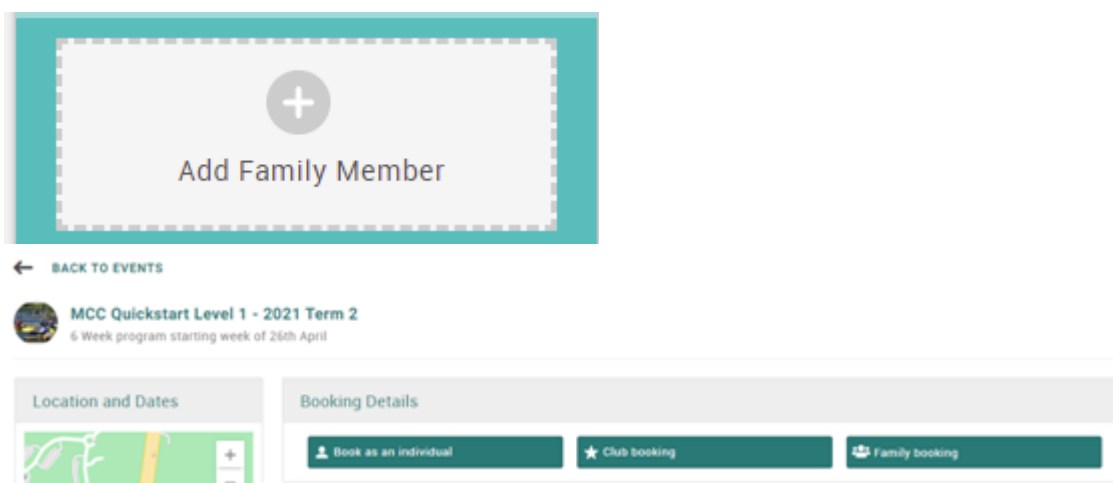 Add Family Member
BACK TO EVENTS
MCC Quickstart Level 1 - 2021 Term 2
6 Week program starting week of 26th April
Location and Dates
Booking Details
Book as an individual
Club booking
Family booking